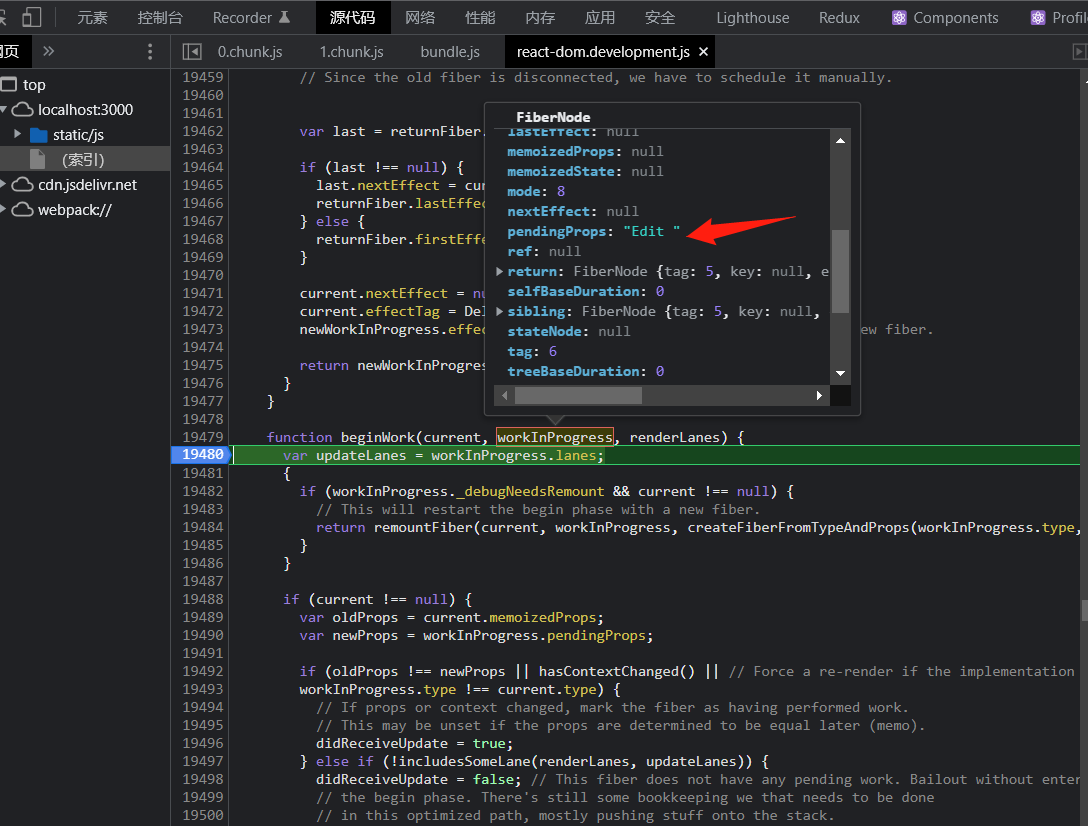 元素 控制台 Recorder 源代码 网络 性能 内存 应用 安全 Lighthouse Redux Components Profil
页 0.chunk.js 1.chunk.js bundle.js react-dom.development.js ×
top
localhost:3000
static/js
(索引)
cdn.jsdelivr.net
webpack://
19459 // Since the old fiber is disconnected, we have to schedule it manually.
19460
19461
19462 var last = returnFiber.
19463
19464 if (last !== null) {
19465 last.nextEffect = cur
19466 returnFiber.lastEffec
19467 } else {
19468 returnFiber.firstEffe
19469 }
19470
19471 current.nextEffect = nu
19472 current.effectTag = Del
19473 newWorkInProgress.effec ew fiber.
19474
19475 return newWorkInProgres
19476 }
19477 }
19478
19479 function beginWork(current, workInProgress, renderLanes) {
19480 var updateLanes = workInProgress.lanes;
19481 {
19482 if (workInProgress._debugNeedsRemount && current !== null) {
19483 // This will restart the begin phase with a new fiber.
19484 return remountFiber(current, workInProgress, createFiberFromTypeAndProps(workInProgress.type,
19485 }
19486 }
19487
19488 if (current !== null) {
19489 var oldProps = current.memoizedProps;
19490 var newProps = workInProgress.pendingProps;
19491
19492 if (oldProps !== newProps || hasContextChanged() || // Force a re-render if the implementation
19493 workInProgress.type !== current.type) {
19494 // If props or context changed, mark the fiber as having performed work.
19495 // This may be unset if the props are determined to be equal later (memo).
19496 didReceiveUpdate = true;
19497 } else if (!includesSomeLane(renderLanes, updateLanes)) {
19498 didReceiveUpdate = false; // This fiber does not have any pending work. Bailout without enter
19499 // the begin phase. There's still some bookkeeping we that needs to be done
19500 // in this optimized path, mostly pushing stuff onto the stack.
FiberNode
lastEffect: null
memoizedProps: null
memoizedState: null
mode: 8
nextEffect: null
pendingProps: "Edit "
ref: null
return: FiberNode {tag: 5, key: null, e
selfBaseDuration: 0
sibling: FiberNode {tag: 5, key: null,
stateNode: null
tag: 6
treeBaseDuration: 0